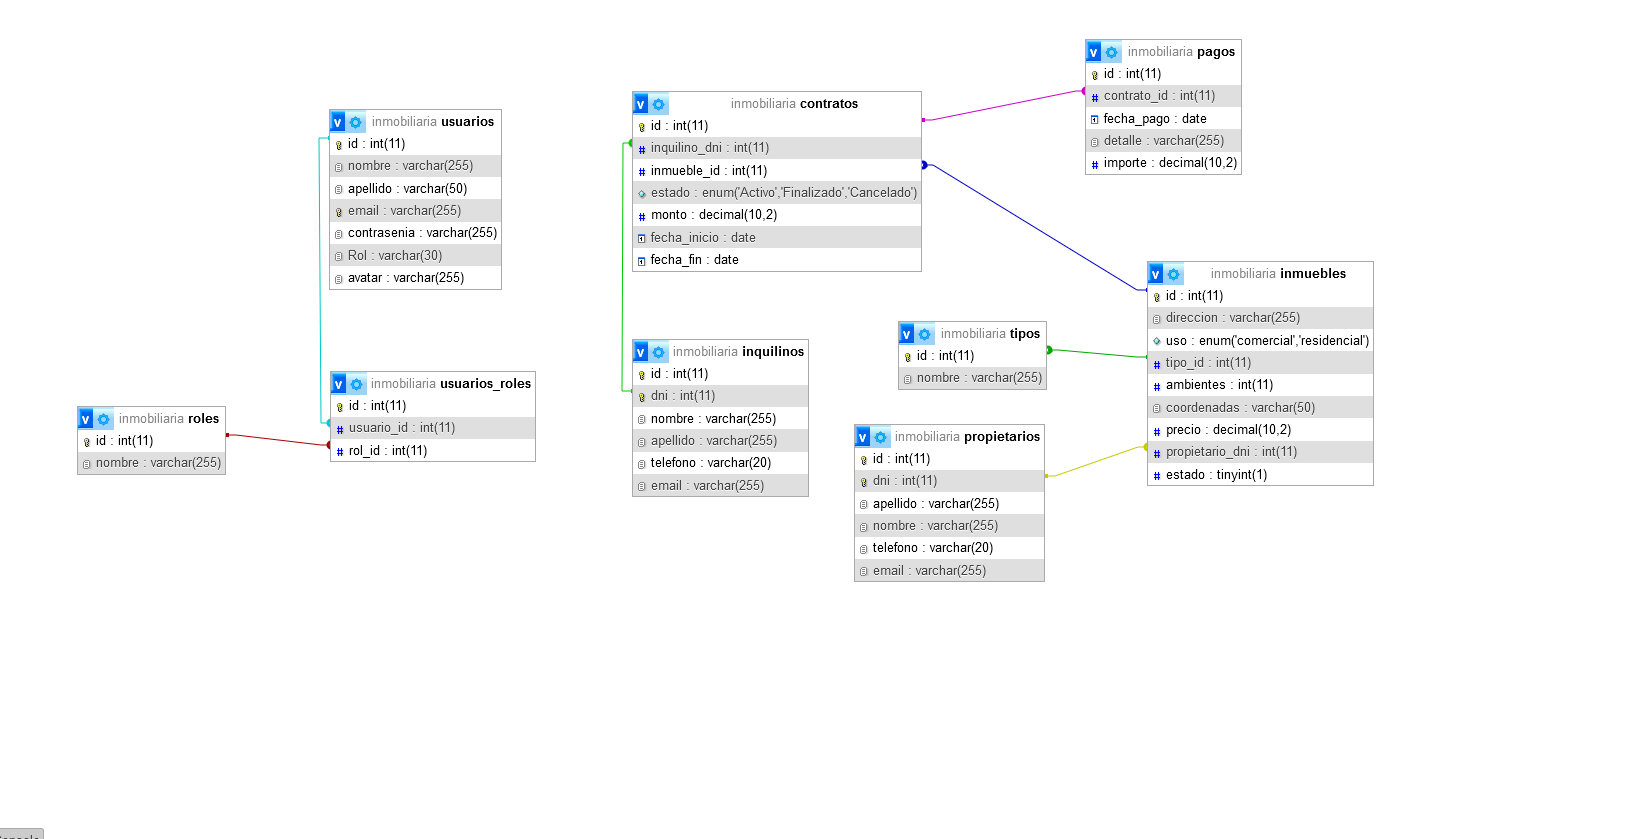 inmobiliaria usuarios
id : int(11)
nombre : varchar(255)
apellido : varchar(50)
email : varchar(255)
contrasenia : varchar(255)
Rol : varchar(30)
avatar : varchar(255)
inmobiliaria roles
id : int(11)
nombre : varchar(255)
inmobiliaria usuarios_roles
id : int(11)
usuario_id : int(11)
rol_id : int(11)
inmobiliaria contratos
id : int(11)
inquilino_dni : int(11)
inmueble_id : int(11)
estado : enum('Activo','Finalizado','Cancelado')
monto : decimal(10,2)
fecha_inicio : date
fecha_fin : date
inmobiliaria inquilinos
id : int(11)
dni : int(11)
nombre : varchar(255)
apellido : varchar(255)
telefono : varchar(20)
email : varchar(255)
inmobiliaria pagos
id : int(11)
contrato_id : int(11)
fecha_pago : date
detalle : varchar(255)
importe : decimal(10,2)
inmobiliaria tipos
id : int(11)
nombre : varchar(255)
inmobiliaria propietarios
id : int(11)
dni : int(11)
apellido : varchar(255)
nombre : varchar(255)
telefono : varchar(20)
email : varchar(255)
inmobiliaria inmuebles
id : int(11)
direccion : varchar(255)
uso : enum('comercial','residencial')
tipo_id : int(11)
ambientes : int(11)
coordenadas : varchar(50)
precio : decimal(10,2)
propietario_dni : int(11)
estado : tinyint(1)